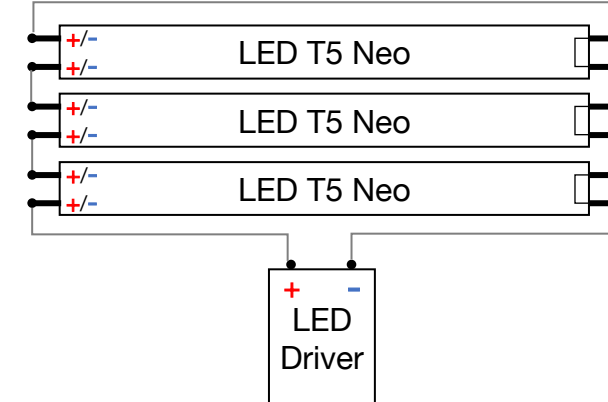 +/-
LED T5 Neo
+/-
+/-
LED T5 Neo
+/-
+/-
LED T5 Neo
+/-
+ -
LED
Driver